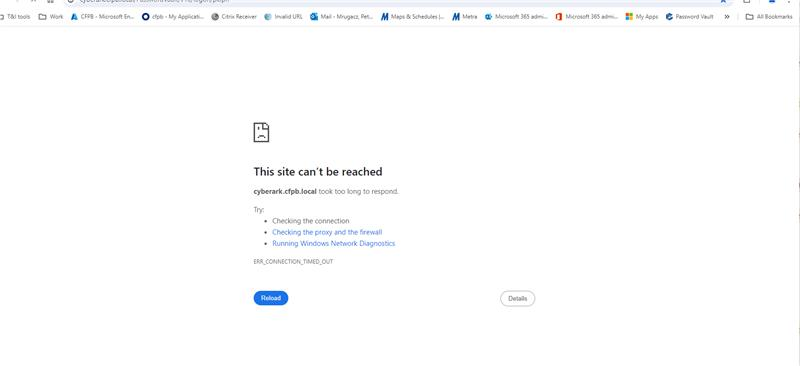 T&I tools Work CFPB - Microsoft En... cfpb - My Applicati... Citrix Receiver Invalid URL Mail - Mrugacz, Pet... Maps & Schedules |... Metra Microsoft 365 admi... Microsoft 365 admi... My Apps Password Vault » All Bookmarks
This site can't be reached
cyberark.cfpb.local took too long to respond.
Try:
• Checking the connection
• Checking the proxy and the firewall
• Running Windows Network Diagnostics
ERR_CONNECTION_TIMED_OUT
Reload Details